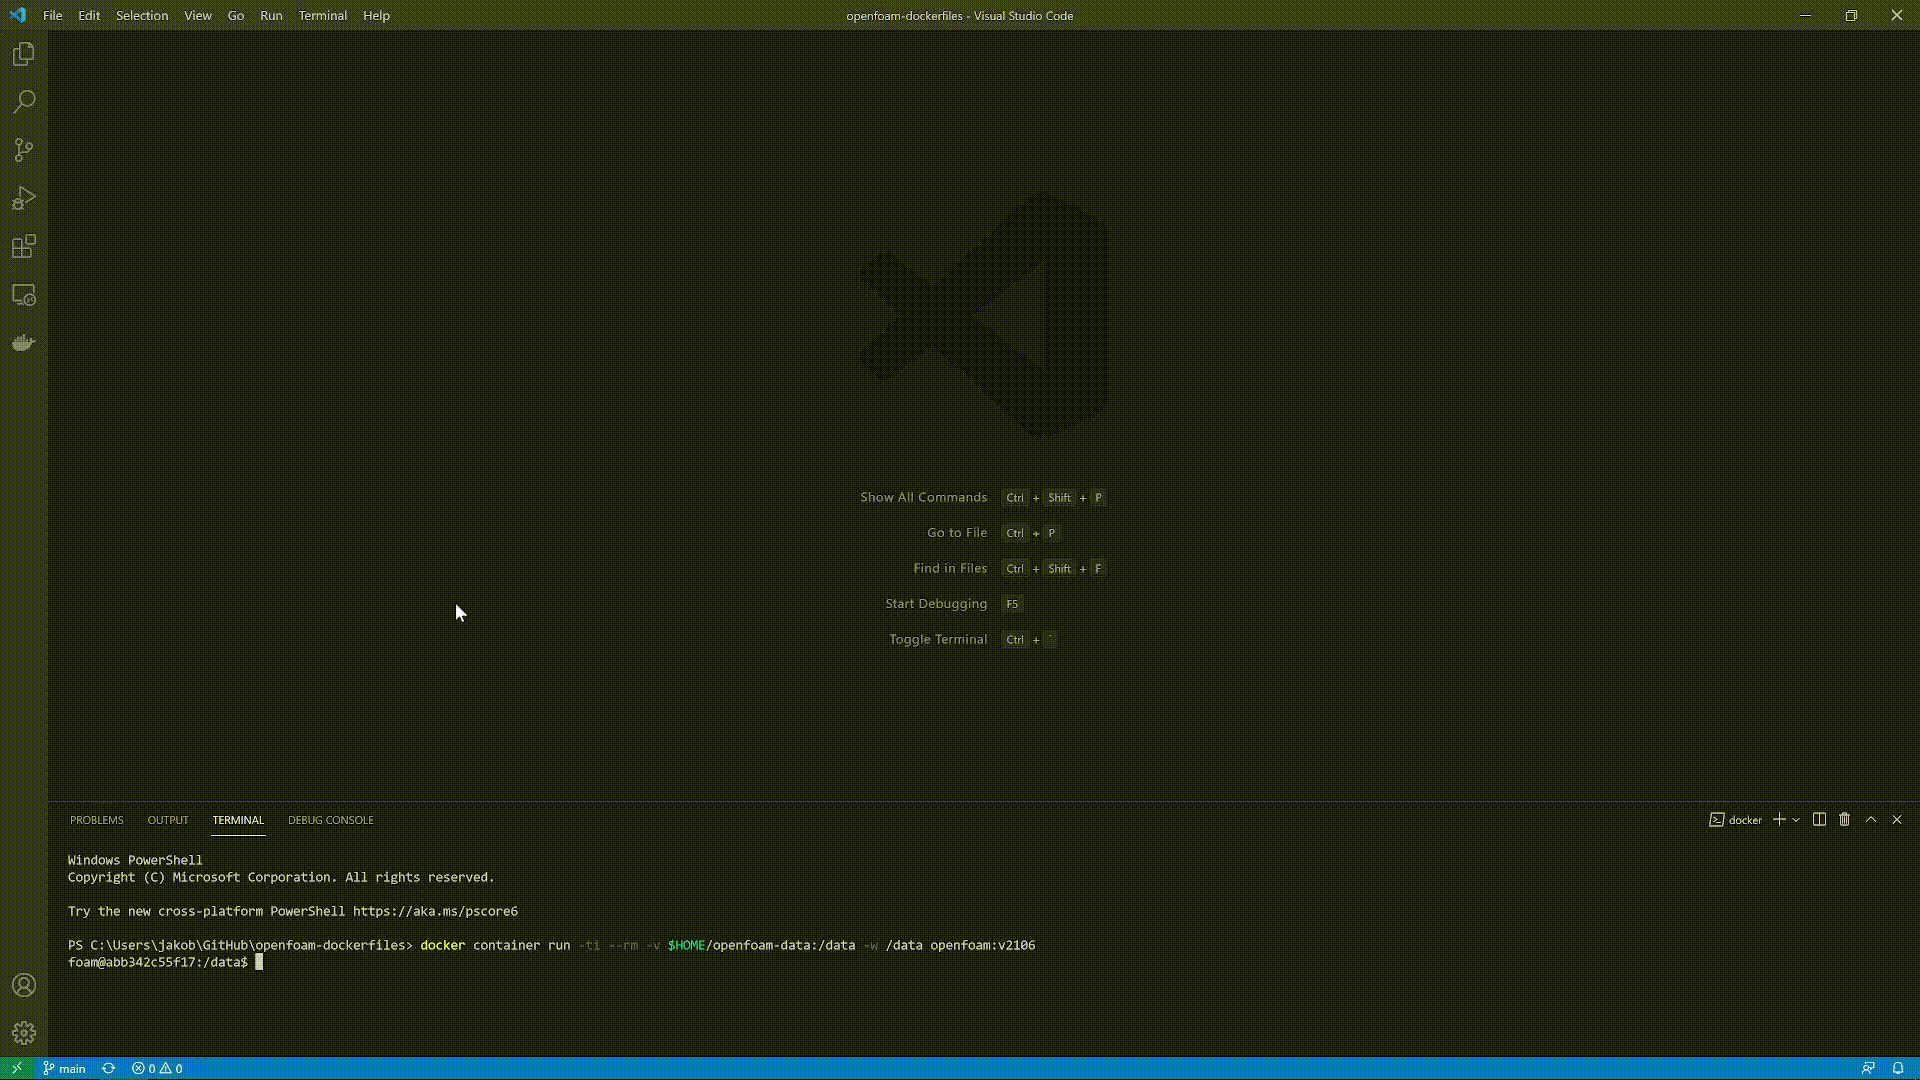 File Edit Selection View Go Run Terminal Help
openfoam-dockerfiles - Visual Studio Code
Show All Commands Ctrl + Shift + P
Go to File Ctrl + P
Find in Files Ctrl + Shift + F
Start Debugging F5
Toggle Terminal Ctrl + `
PROBLEMS OUTPUT TERMINAL DEBUG CONSOLE
docker
Windows PowerShell
Copyright (C) Microsoft Corporation. All rights reserved.
Try the new cross-platform PowerShell https://aka.ms/pscore6
PS C:\Users\jakob\GitHub\openfoam-dockerfiles> docker container run -ti --rm -v $HOME/openfoam-data:/data -w /data openfoam:v2106
foam@abb342c55f17:/data$
main 0 0